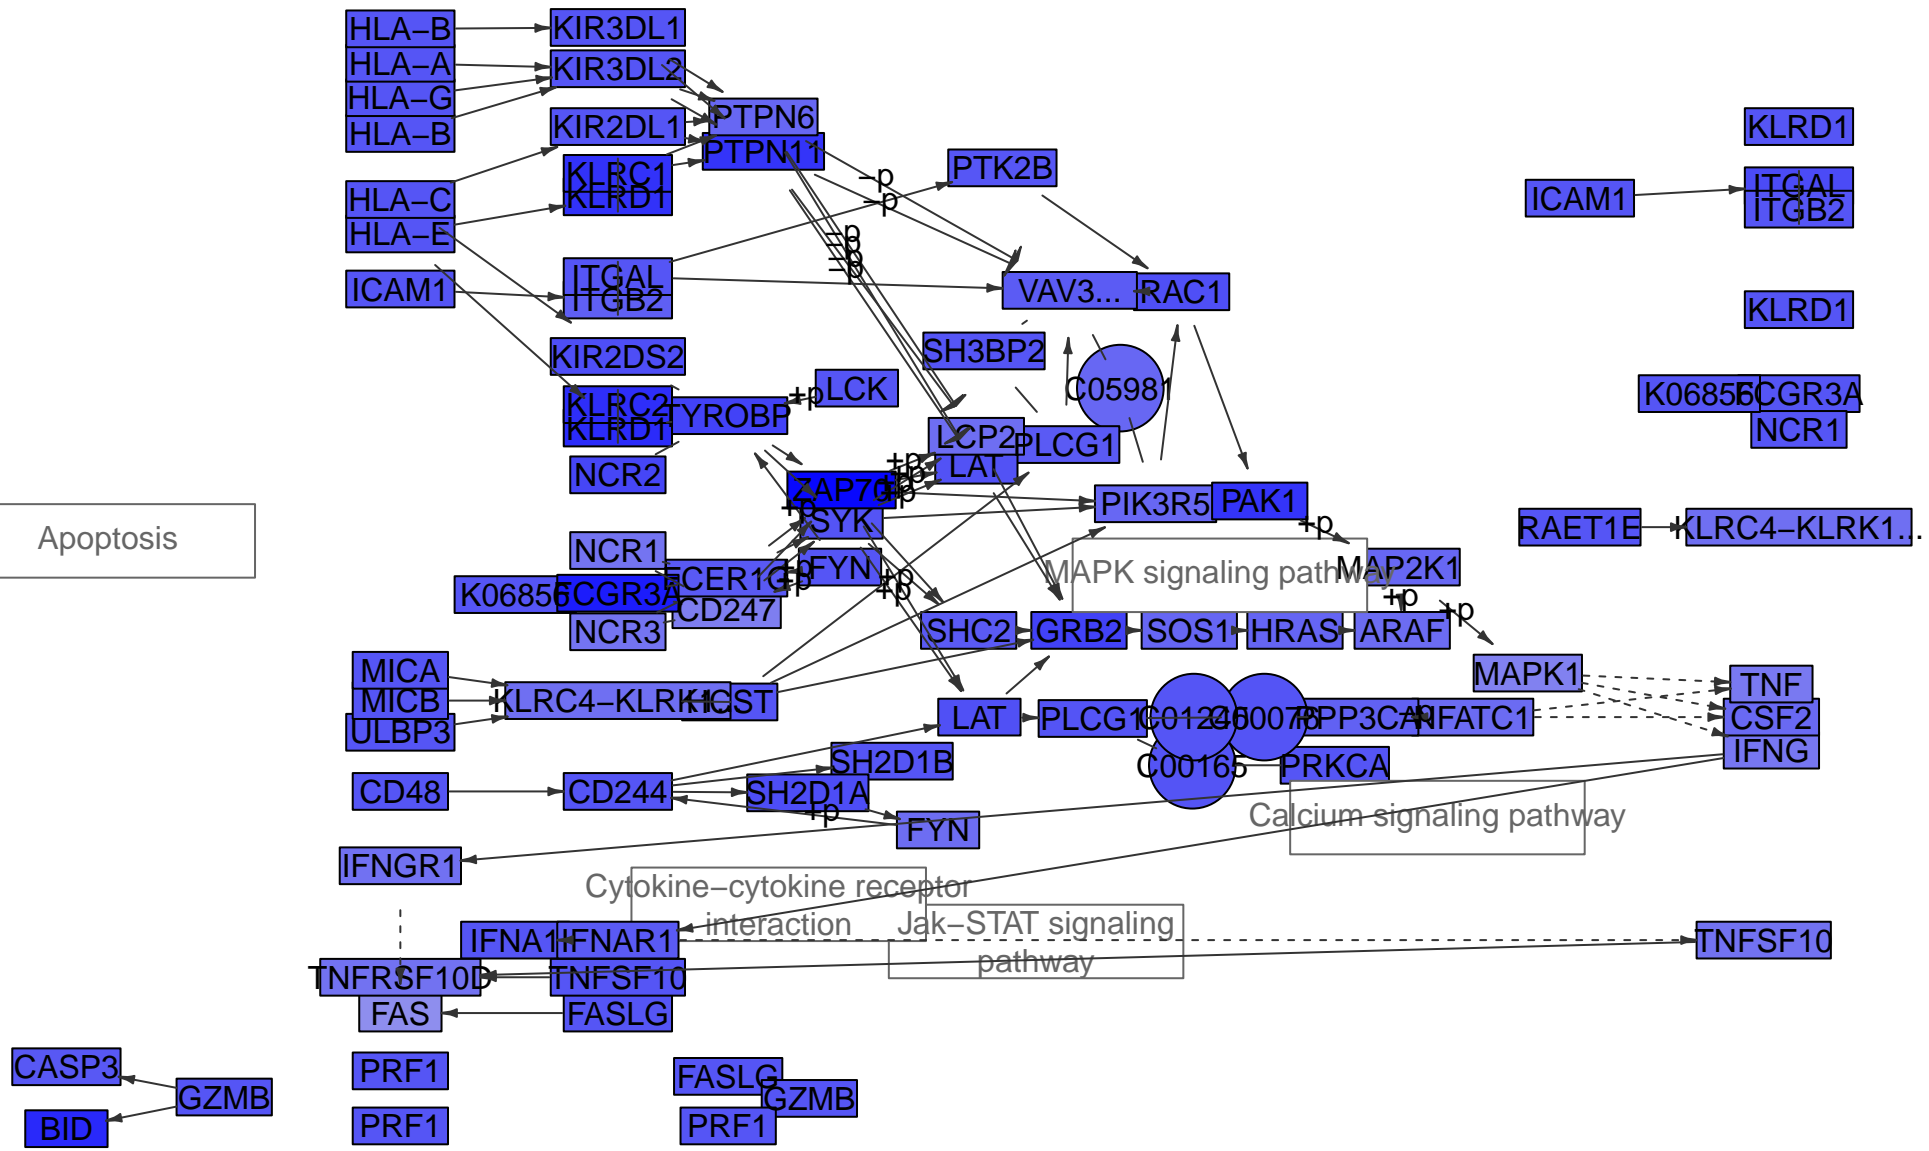 HLA−B
KIR3DL1
HLA−A
KIR3DL2
HLA−G
HLA−B
PTPN6
KIR2DL1
KLRD1
PTPN11
KLRC1
KLRD1
PTK2B
−p
−p
HLA−C
HLA−E
ICAM1
ITGAL
ITGB2
−p
−p
−p
−p
ICAM1
ITGAL
ITGB2
VAV3...
RAC1
KLRD1
KIR2DS2
SH3BP2
C05981
LCK
+p
KLRC2
KLRD1
TYROBP
K06856
FCGR3A
NCR1
LCP2
PLCG1
LAT
NCR2
+p
+p
+p
+p
ZAP70
SYK
PIK3R5
PAK1
+p
RAET1E
KLRC4−KLRK1...
Apoptosis
NCR1
FCER1G
+p
+p
FYN
+p
+p
MAPK signaling pathway
MAP2K1
K06856
FCGR3A
CD247
NCR3
+p
+p
SHC2
GRB2
SOS1
HRAS
ARAF
MICA
MICB
ULBP3
KLRC4−KLRK1...
HCST
MAPK1
TNF
CSF2
IFNG
LAT
PLCG1
C01245
C00076
PPP3CA
NFATC1
C00165
PRKCA
SH2D1B
CD48
CD244
SH2D1A
+p
FYN
Calcium signaling pathway
IFNGR1
Cytokine−cytokine receptor
interaction
Jak−STAT signaling
pathway
IFNA1
IFNAR1
TNFSF10
TNFRSF10D
TNFSF10
FAS
FASLG
CASP3
GZMB
BID
PRF1
PRF1
FASLG
GZMB
PRF1